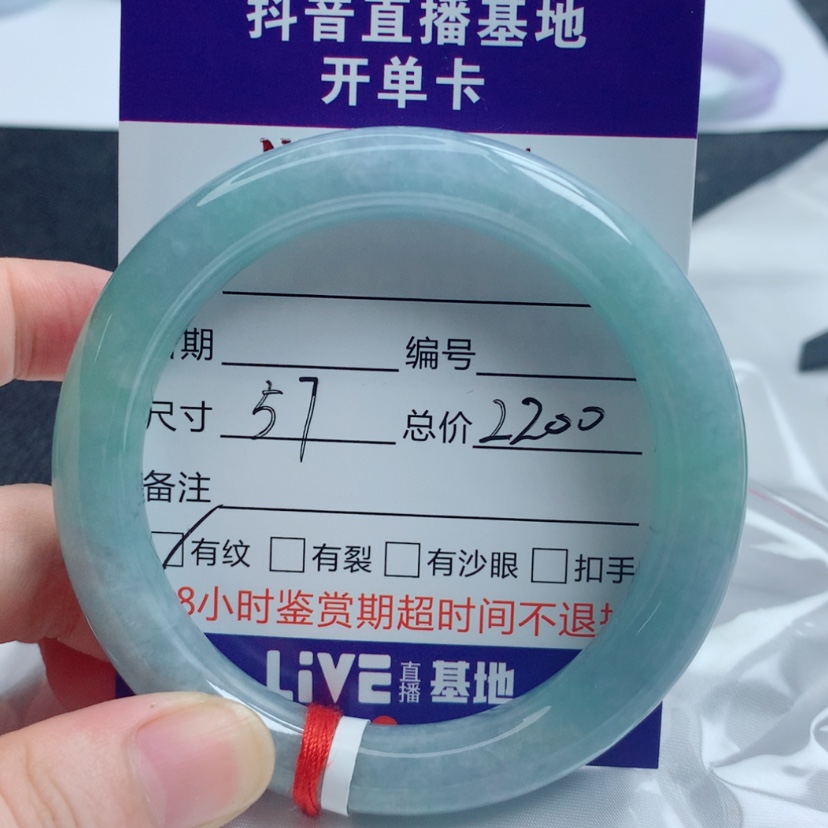 抖音直播基地
开单卡
期 编号
尺寸 57 总价 2200
备注
有纹 有裂 有沙眼 扣手
8小时鉴赏期超时间不退
LiVE 直播 基地